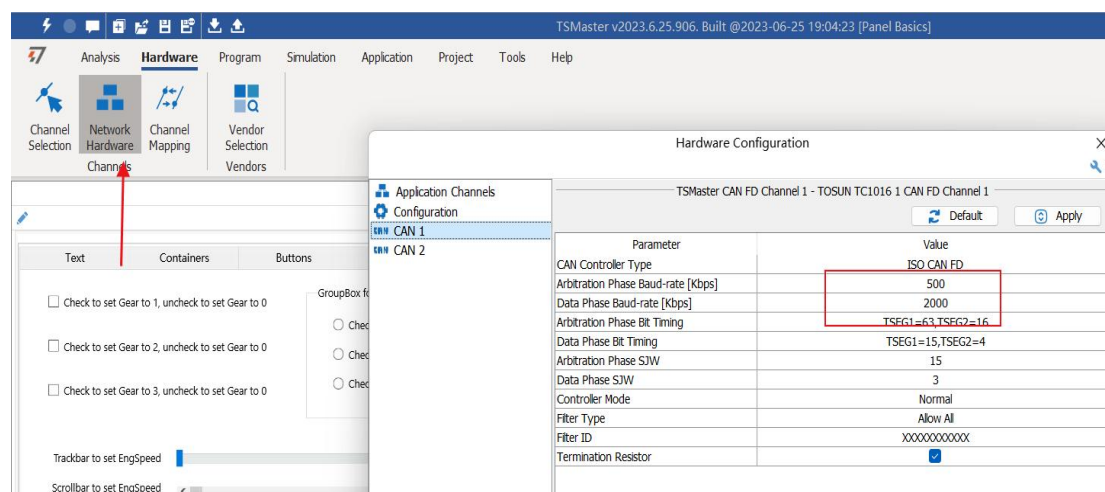 TSMaster v2023.6.25.906. Built @2023-06-25 19:04:23 [Panel Basics]
Analysis Hardware Program Simulation Application Project Tools Help
Channel Selection
Network Hardware
Channel Mapping
Vendor Selection
Channels
Vendors
Hardware Configuration
Application Channels
Configuration
CAN 1
CAN 2
TSMaster CAN FD Channel 1 - TOSUN TC1016 1 CAN FD Channel 1
Default Apply
Parameter Value
CAN Controller Type ISO CAN FD
Arbitration Phase Baud-rate [Kbps] 500
Data Phase Baud-rate [Kbps] 2000
Arbitration Phase Bit Timing TSEG1=63,TSEG2=16
Data Phase Bit Timing TSEG1=15,TSEG2=4
Arbitration Phase SJW 15
Data Phase SJW 3
Controller Mode Normal
Filter Type Allow All
Filter ID XXXXXXXXXXX
Termination Resistor
Text Containers Buttons
Check to set Gear to 1, uncheck to set Gear to 0
Check to set Gear to 2, uncheck to set Gear to 0
Check to set Gear to 3, uncheck to set Gear to 0
GroupBox fo
Chec
Chec
Chec
Trackbar to set EngSpeed
Scrollbar to set EngSpeed